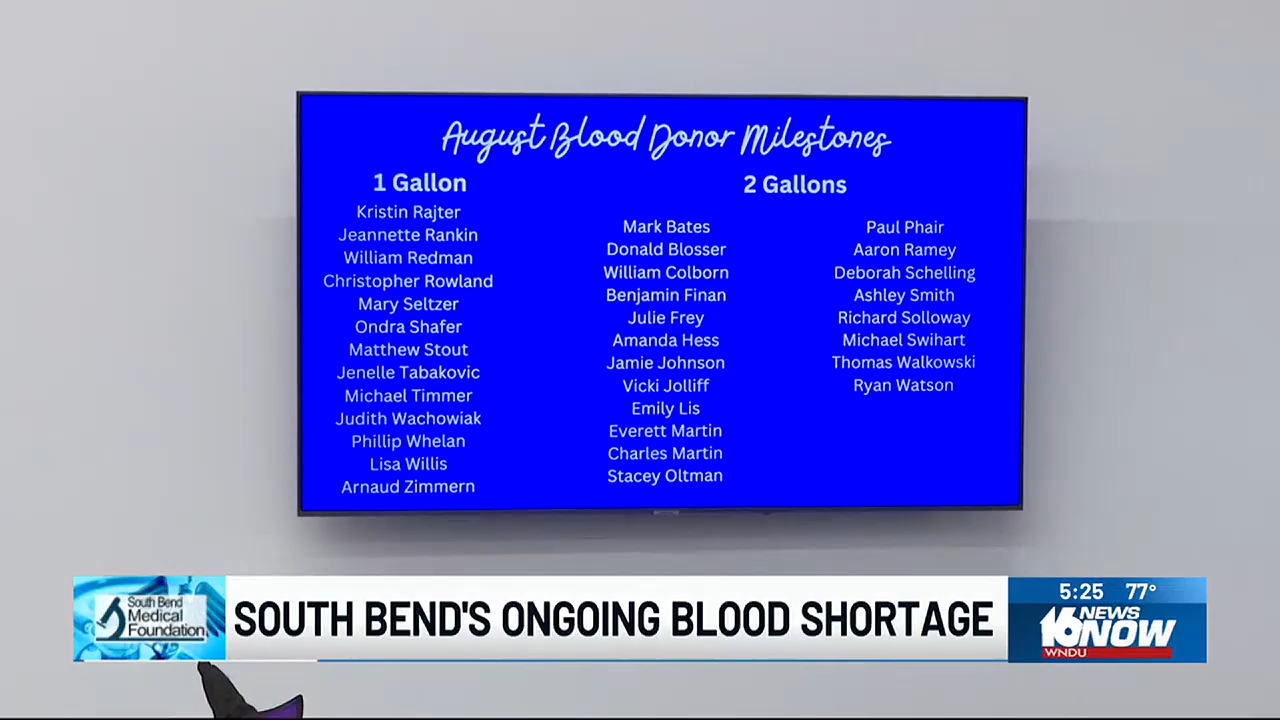 August Blood Donor Milestones
1 Gallon
Kristin Rajter
Jeannette Rankin
William Redman
Christopher Rowland
Mary Seltzer
Ondra Shafer
Matthew Stout
Jenelle Tabakovic
Michael Timmer
Judith Wachowiak
Phillip Whelan
Lisa Willis
Arnaud Zimmern
2 Gallons
Mark Bates
Donald Blosser
William Colborn
Benjamin Finan
Julie Frey
Amanda Hess
Jamie Johnson
Vicki Jolliff
Emily Lis
Everett Martin
Charles Martin
Stacey Oltman
Paul Phair
Aaron Ramey
Deborah Schelling
Ashley Smith
Richard Solloway
Michael Swihart
Thomas Walkowski
Ryan Watson
South Bend
Medical
Foundation
SOUTH BEND'S ONGOING BLOOD SHORTAGE
5:25 77°
16 NEWS
NOW
WNDU